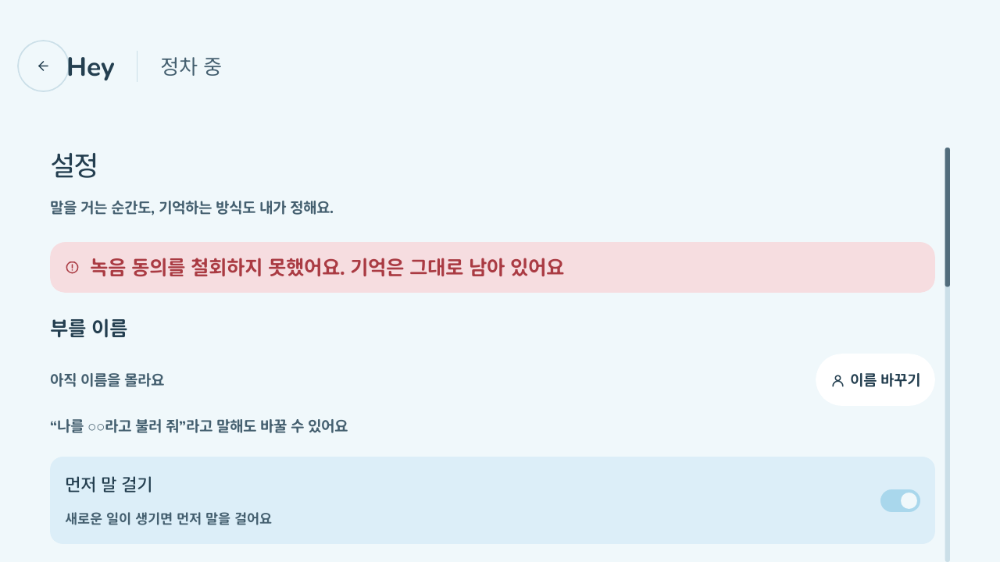 Hey
정차 중
설정
말을 거는 순간도, 기억하는 방식도 내가 정해요.
녹음 동의를 철회하지 못했어요. 기억은 그대로 남아 있어요
부를 이름
아직 이름을 몰라요
이름 바꾸기
“나를 ○○라고 불러 줘”라고 말해도 바꿀 수 있어요
먼저 말 걸기
새로운 일이 생기면 먼저 말을 걸어요